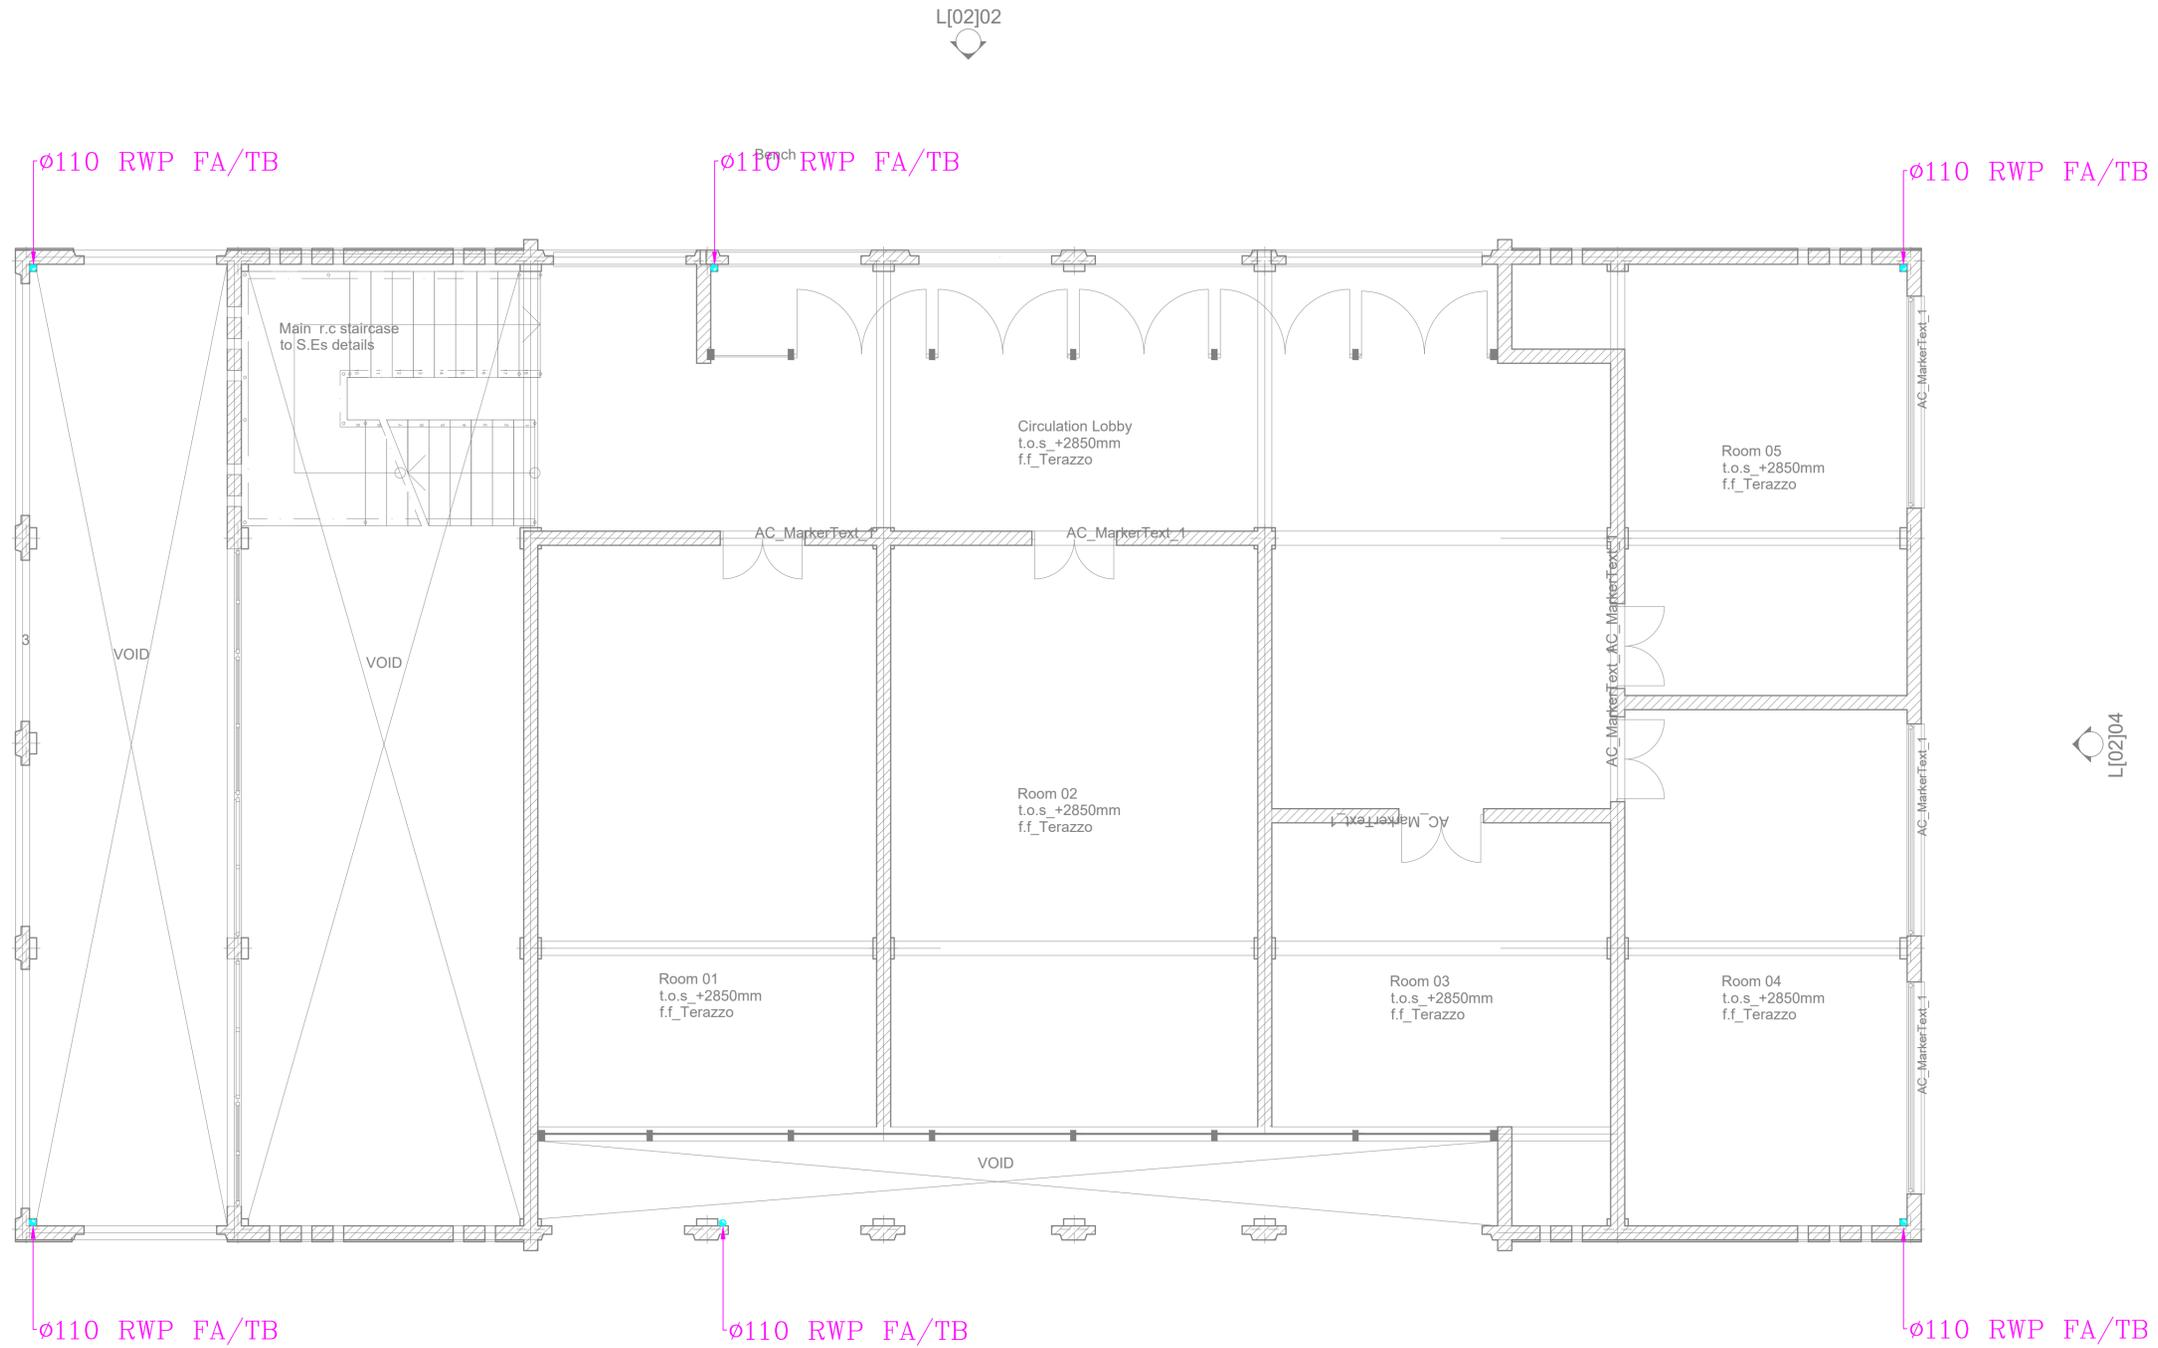 L[02]02
ø110 RWP FA/TB
Bench
ø110 RWP FA/TB
ø110 RWP FA/TB
Main r.c staircase
to S.Es details
AC_MarkerText_1
Circulation Lobby
t.o.s_+2850mm
f.f_Terazzo
Room 05
t.o.s_+2850mm
f.f_Terazzo
AC_MarkerText_1
AC_MarkerText_1
AC_MarkerText_1
AC_MarkerText_1
3
VOID
VOID
L[02]04
AC_MarkerText_1
Room 02
t.o.s_+2850mm
f.f_Terazzo
AC_MarkerText_1
Room 01
t.o.s_+2850mm
f.f_Terazzo
Room 03
t.o.s_+2850mm
f.f_Terazzo
Room 04
t.o.s_+2850mm
f.f_Terazzo
AC_MarkerText_1
VOID
ø110 RWP FA/TB
ø110 RWP FA/TB
ø110 RWP FA/TB